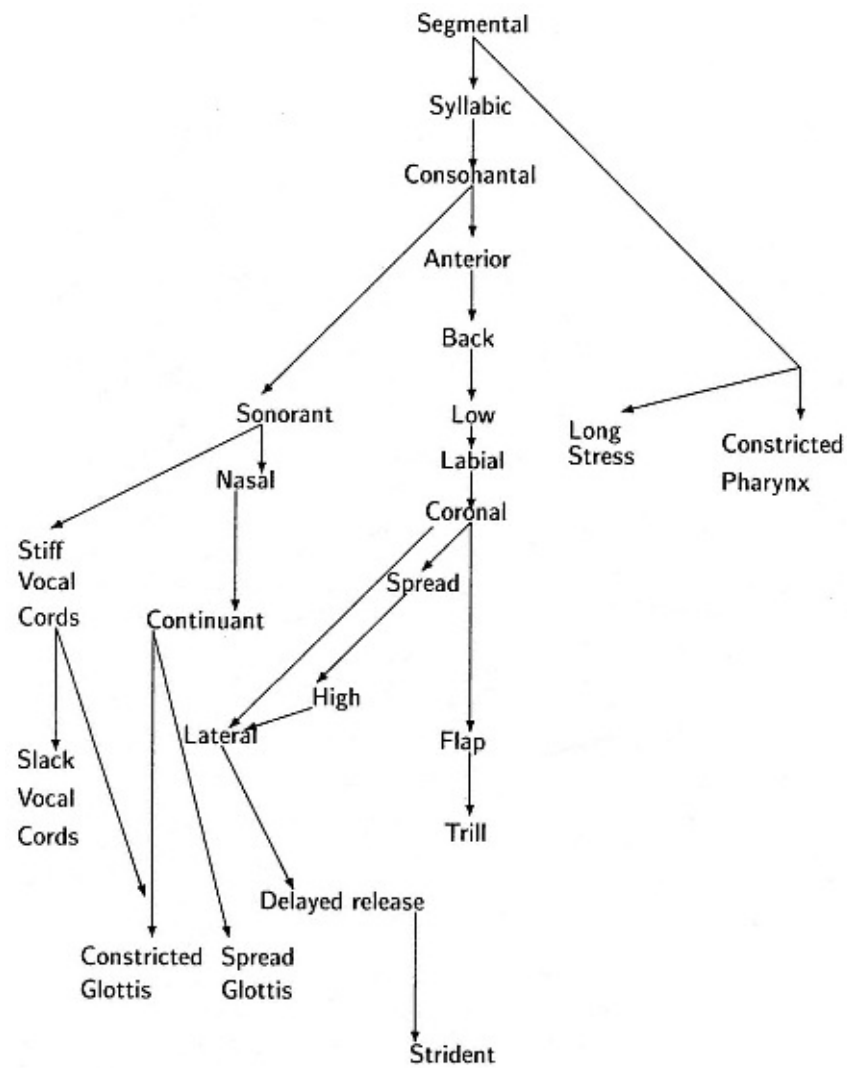 Segmental
Syllabic
Consonantal
Anterior
Back
Sonorant
Low
Long
Stress
Constricted
Pharynx
Labial
Nasal
Coronal
Stiff
Vocal
Cords
Spread
Continuant
High
Lateral
Flap
Slack
Vocal
Cords
Trill
Delayed release
Constricted
Glottis
Spread
Glottis
Strident